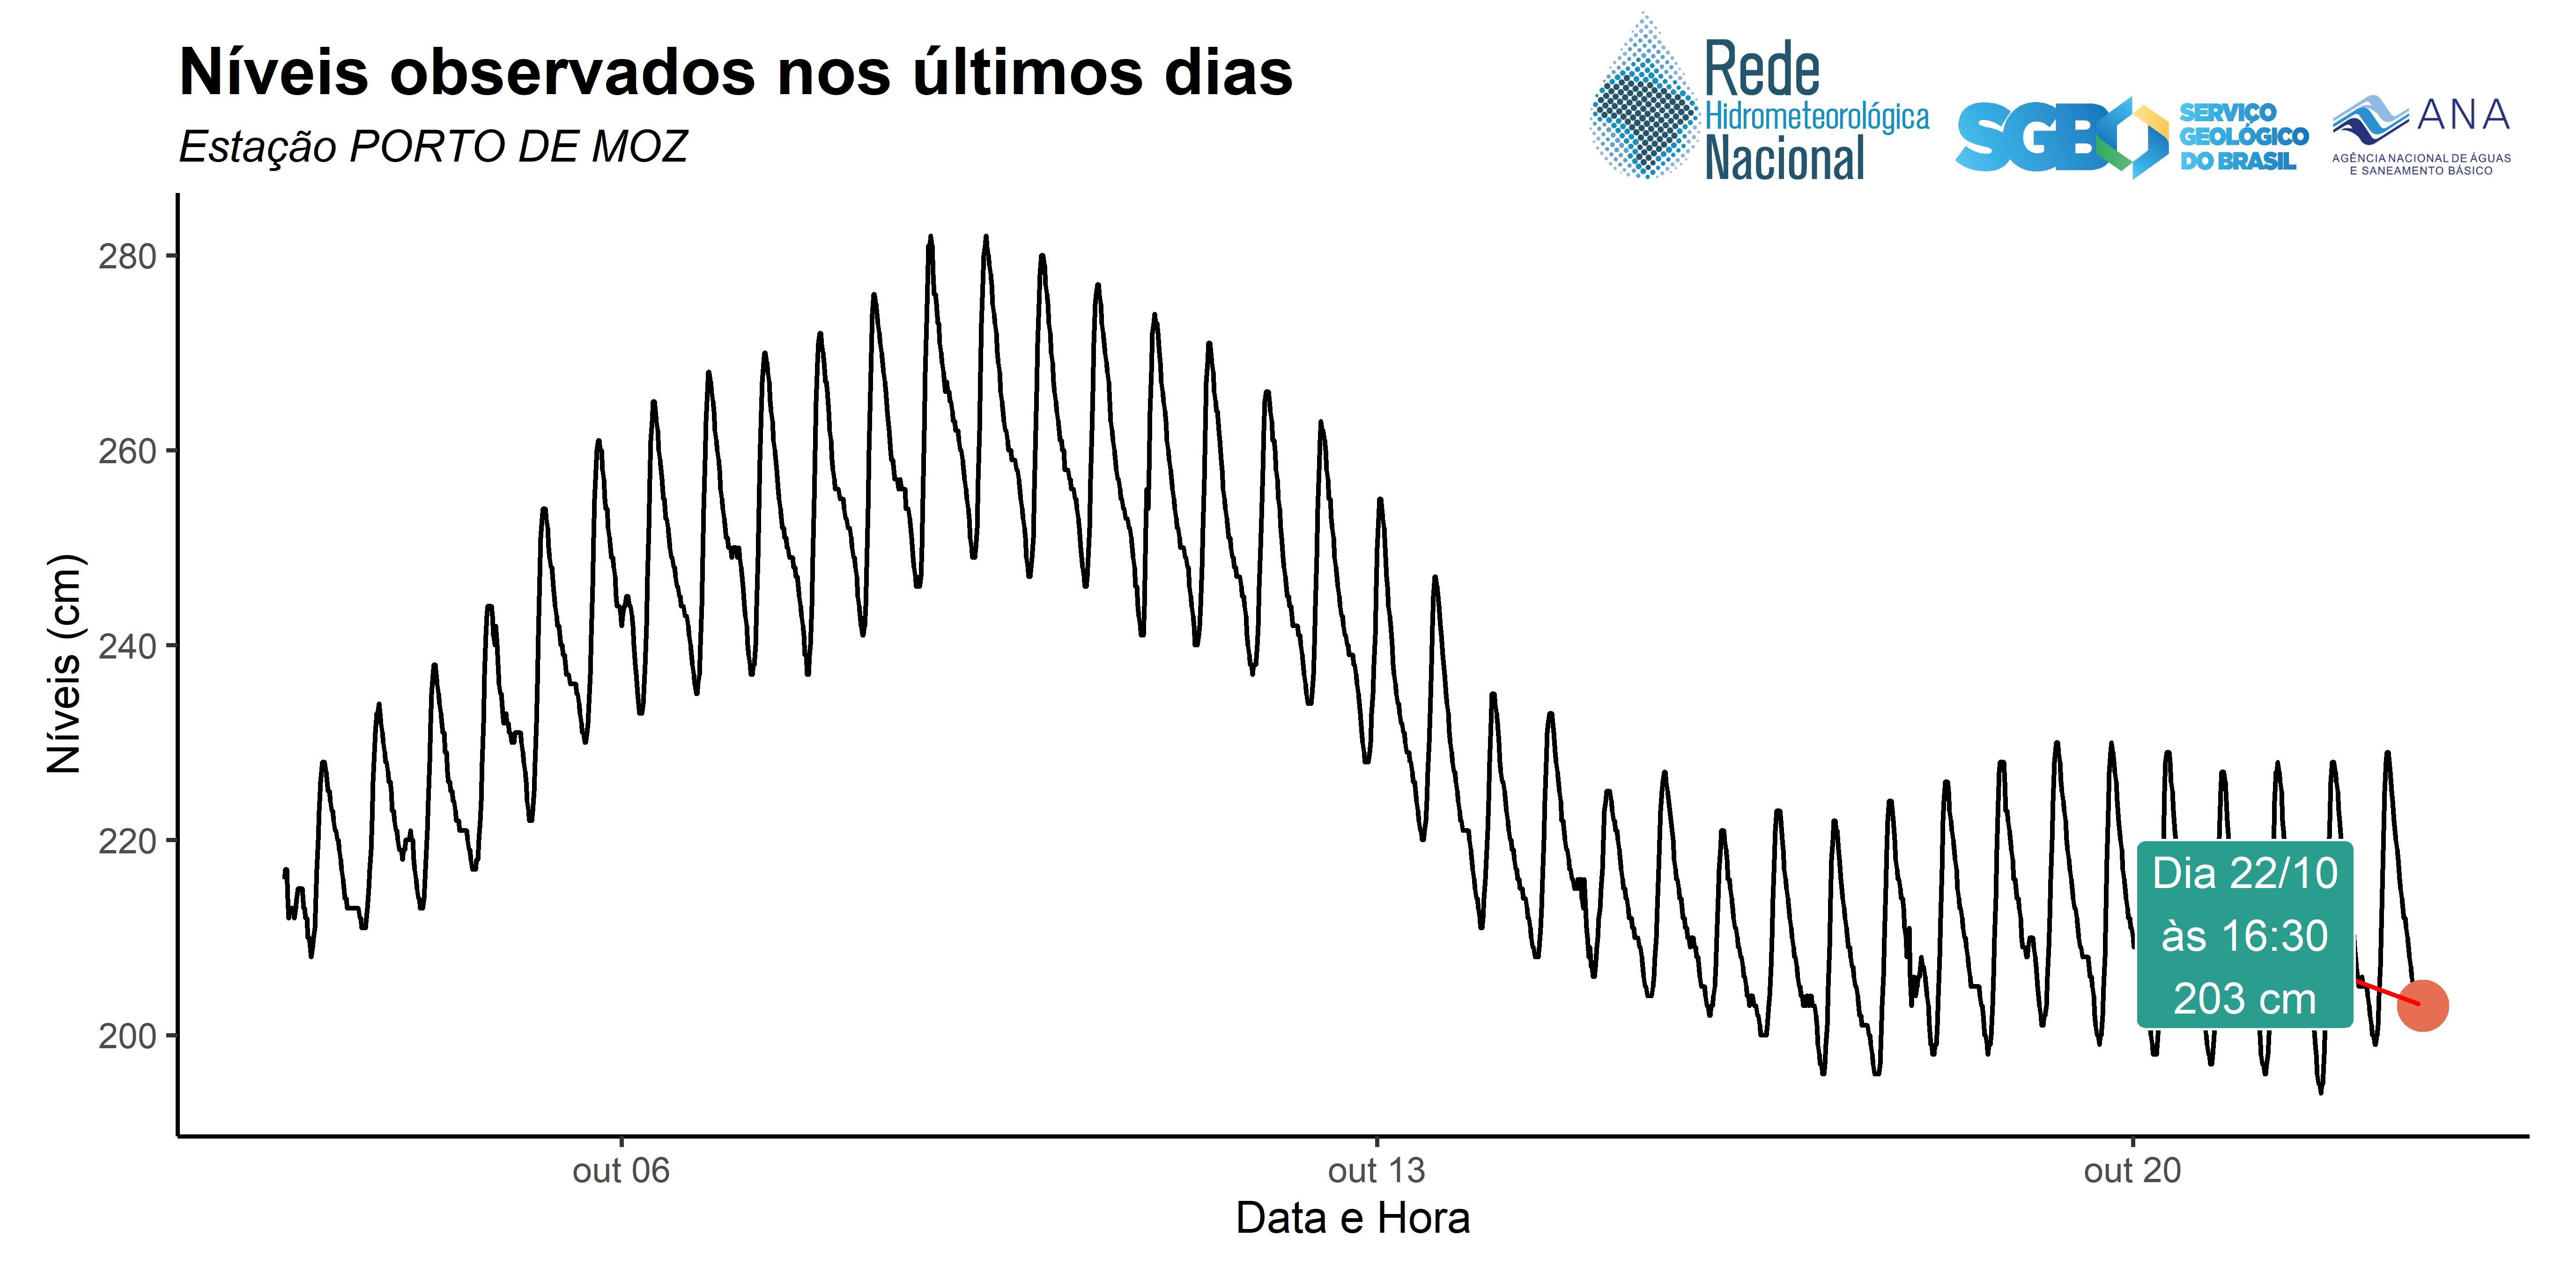 Níveis observados nos últimos dias
Estação PORTO DE MOZ
Rede
Hidrometeorológica
Nacional
SGB
SERVIÇO
GEOLÓGICO
DO BRASIL
ANA
AGÊNCIA NACIONAL DE ÁGUAS
E SANEAMENTO BÁSICO
Níveis (cm)
280
260
240
220
200
Dia 22/10
às 16:30
203 cm
out 06
out 13
out 20
Data e Hora